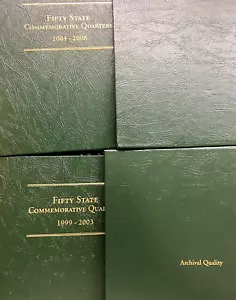 FIFTY STATE
COMMEMORATIVE QUARTERS
2004 - 2008
FIFTY STATE
COMMEMORATIVE QUAR
1999 - 2003
Archival Quality